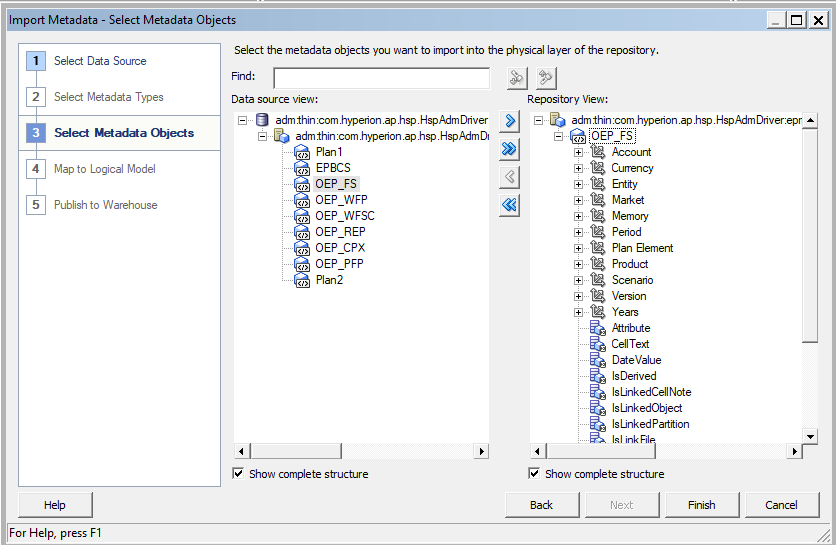 Import Metadata - Select Metadata Objects
1 Select Data Source
2 Select Metadata Types
3 Select Metadata Objects
4 Map to Logical Model
5 Publish to Warehouse
Select the metadata objects you want to import into the physical layer of the repository.
Find:
Data source view:
adm:thin:com.hyperion.ap.hsp.HspAdmDriver
adm:thin:com.hyperion.ap.hsp.HspAdmDr
Plan1
EPBCS
OEP_FS
OEP_WFP
OEP_WFSC
OEP_REP
OEP_CPX
OEP_PFP
Plan2
Show complete structure
Repository View:
adm:thin:com.hyperion.ap.hsp.HspAdmDriver:epr
OEP_FS
Account
Currency
Entity
Market
Memory
Period
Plan Element
Product
Scenario
Version
Years
Attribute
CellText
DateValue
IsDerived
IsLinkedCellNote
IsLinkedObject
IsLinkedPartition
IsLinkFile
Show complete structure
Help
Back
Next
Finish
Cancel
For Help, press F1